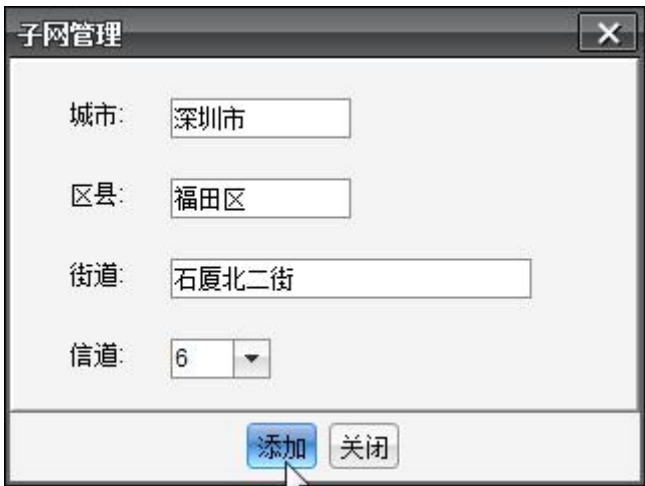 子网管理
城市: 深圳市
区县: 福田区
街道: 石厦北二街
信道: 6
添加 关闭